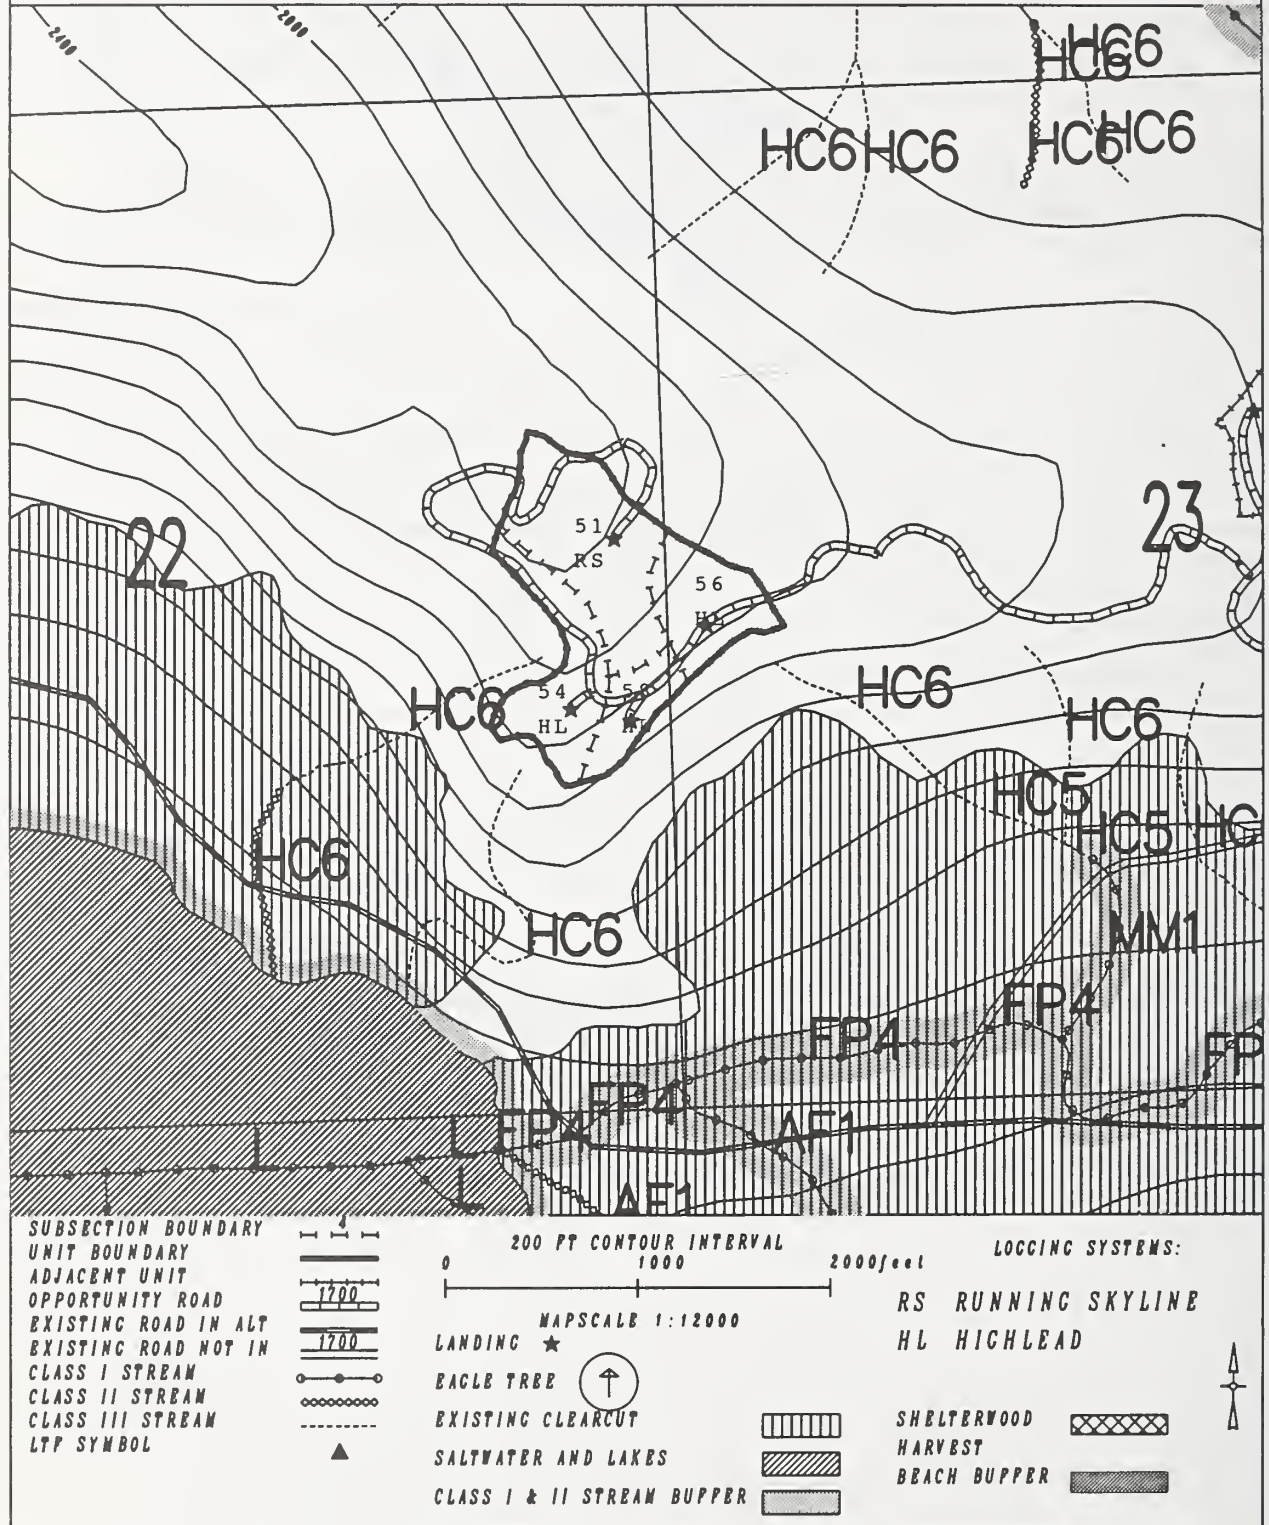 2400
2000
HC6
HC6
HC6 HC6
HC6
HC6
51
RS
23
22
56
HL
HC6
54
HL
HC6
HC6
HC5
HC5
HC
HC6
HC6
MM1
FP4
FP4
FP
FP4
AF1
L
L
L
AF1
SUBSECTION BOUNDARY
UNIT BOUNDARY
ADJACENT UNIT
OPPORTUNITY ROAD 1700
EXISTING ROAD IN ALT
EXISTING ROAD NOT IN 1700
CLASS I STREAM
CLASS II STREAM
CLASS III STREAM
LTF SYMBOL
200 FT CONTOUR INTERVAL
0 1000 2000feet
MAPSCALE 1:12000
LANDING
EAGLE TREE
EXISTING CLEARCUT
SALTWATER AND LAKES
CLASS I & II STREAM BUFFER
LOGGING SYSTEMS:
RS RUNNING SKYLINE
HL HIGHLEAD
SHELTERWOOD
HARVEST
BEACH BUFFER